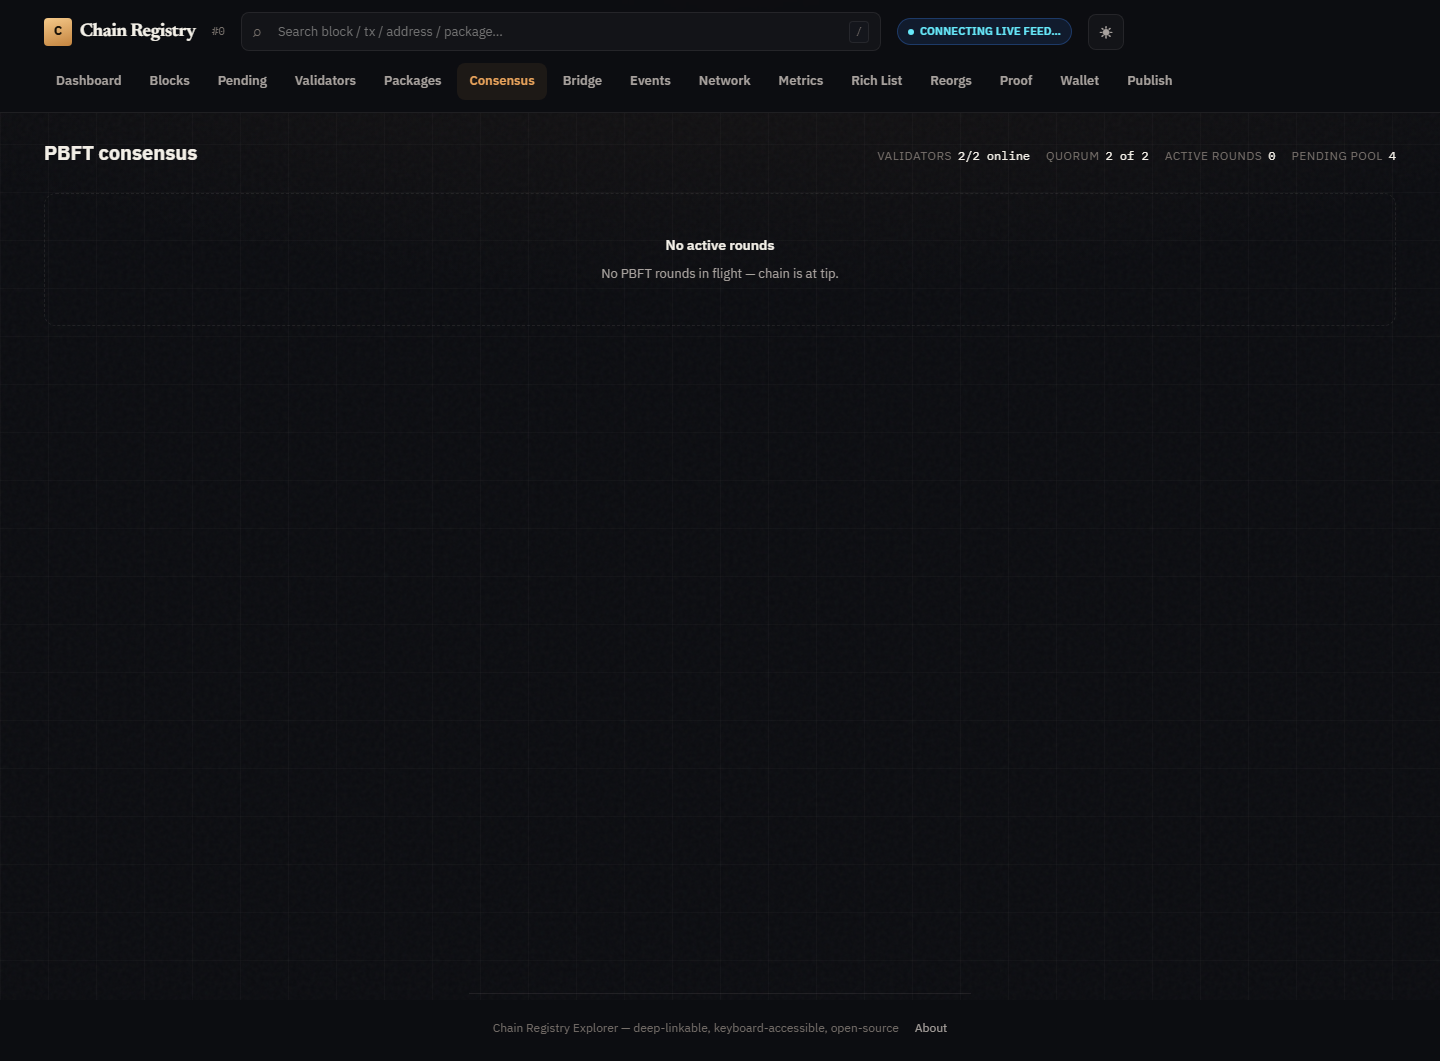 C Chain Registry #0 Search block / tx / address / package... / CONNECTING LIVE FEED...
Dashboard Blocks Pending Validators Packages Consensus Bridge Events Network Metrics Rich List Reorgs Proof Wallet Publish
PBFT consensus VALIDATORS 2/2 online QUORUM 2 of 2 ACTIVE ROUNDS 0 PENDING POOL 4
No active rounds
No PBFT rounds in flight — chain is at tip.
Chain Registry Explorer — deep-linkable, keyboard-accessible, open-source About